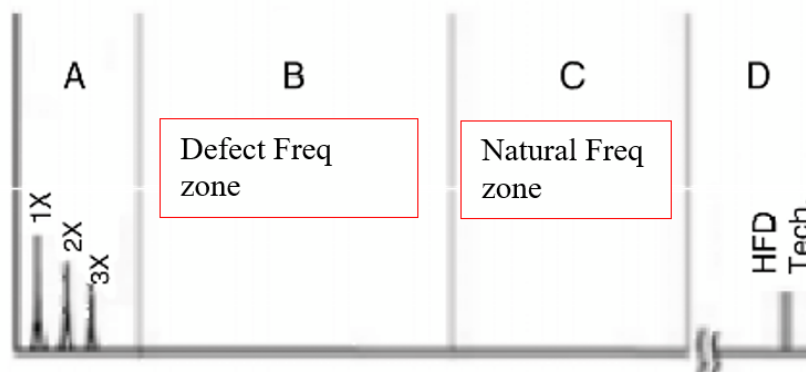 A
B
C
D
Defect Freq
zone
Natural Freq
zone
1X
2X
3X
HFD
Tech